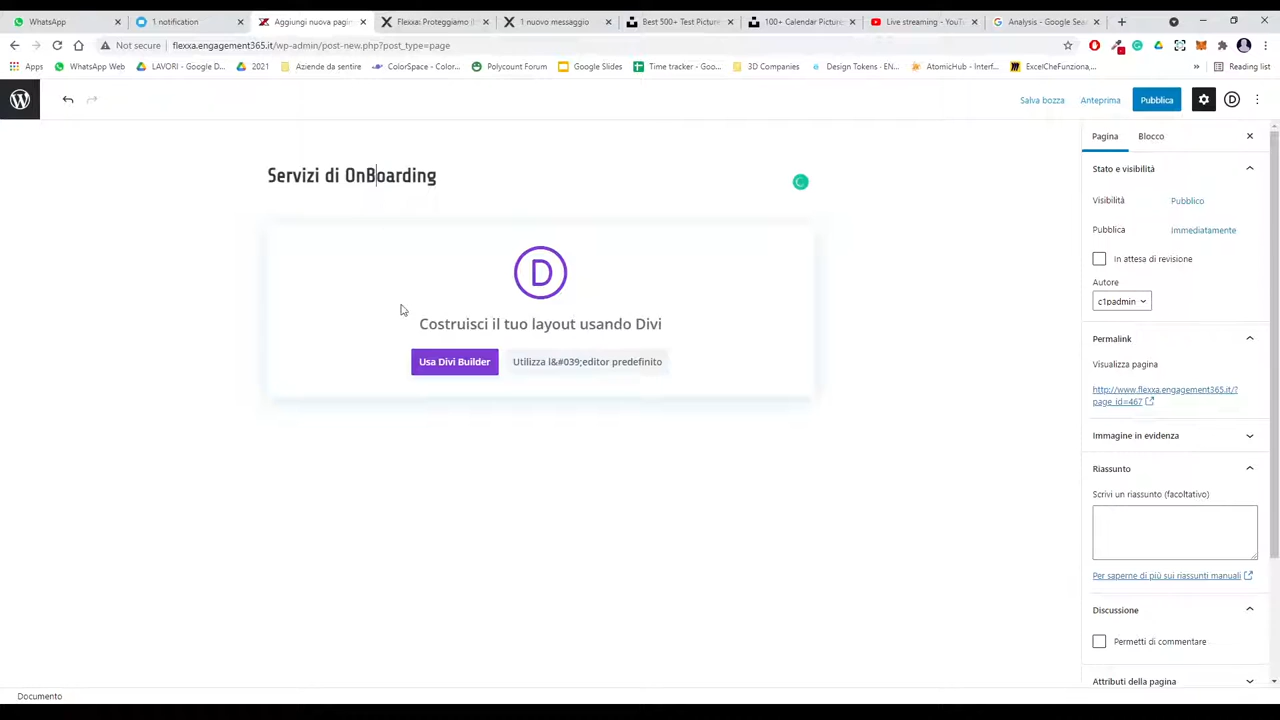 WhatsApp
1 notification
Aggiungi nuova pagin
Flexxa: Proteggiamo il
1 nuovo messaggio
Best 500+ Test Picture
100+ Calendar Pictures
Live streaming - YouTu
Analysis - Google Sea
Not secure
flexxa.engagement365.it/wp-admin/post-new.php?post_type=page
Apps
WhatsApp Web
LAVORI - Google D...
2021
Aziende da sentire
ColorSpace - Color...
Polycount Forum
Google Slides
Time tracker - Goo...
3D Companies
Design Tokens · EN...
AtomicHub - Interf...
ExcelCheFunziona,...
»
Reading list
Salva bozza
Anteprima
Pubblica
D
Pagina
Blocco
Servizi di OnBoarding
Stato e visibilità
Visibilità
Pubblico
Pubblica
Immediatamente
In attesa di revisione
D
Autore
c1padmin
Costruisci il tuo layout usando Divi
Permalink
Usa Divi Builder
Utilizza l&#039;editor predefinito
Visualizza pagina
http://www.flexxa.engagement365.it/?
page_id=467
Immagine in evidenza
Riassunto
Scrivi un riassunto (facoltativo)
Per saperne di più sui riassunti manuali
Discussione
Permetti di commentare
Attributi della pagina
Documento